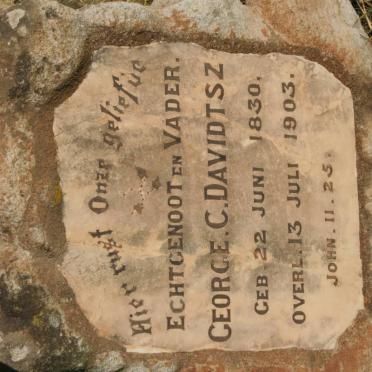 Hier rust Onze geliefde
ECHTGENOOT EN VADER.
GEORGE. C. DAVIDTSZ
GEB 22 JUNI 1830.
OVERL. 13 JULI 1903.
JOHN. 11. 25.